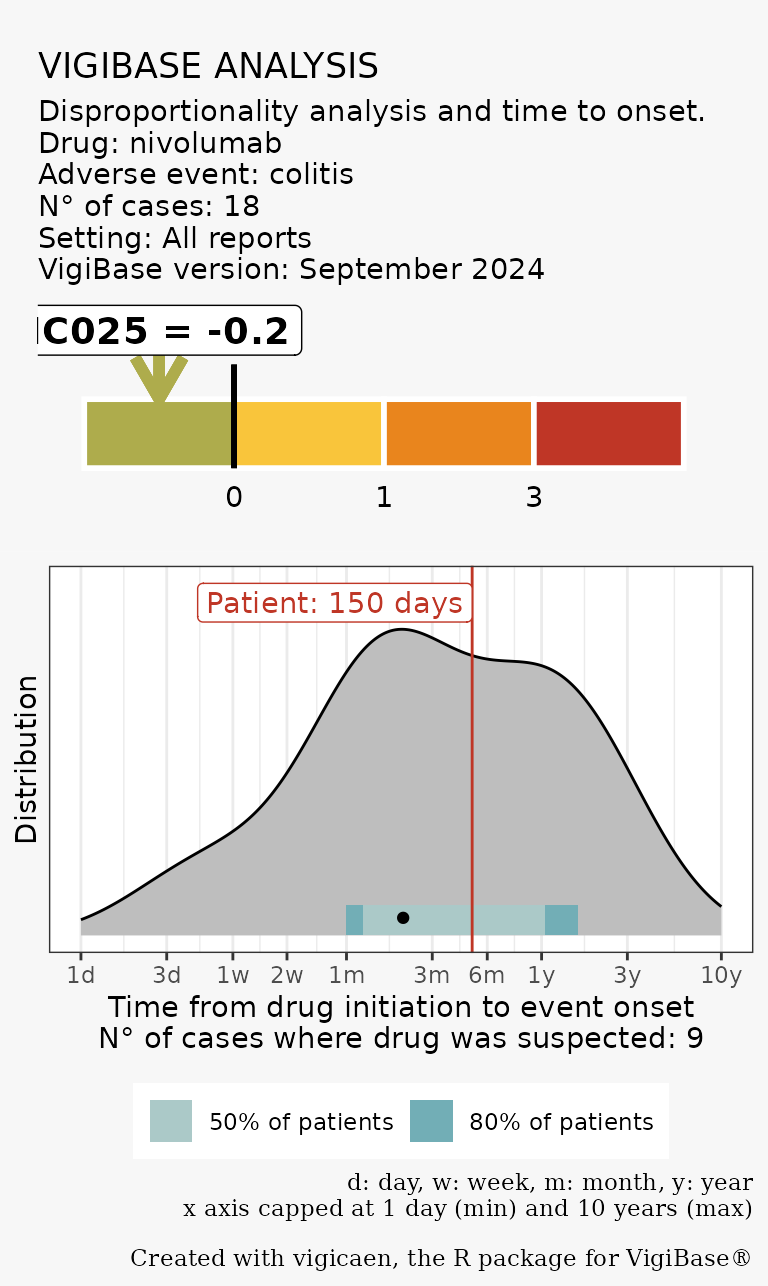 VIGIBASE ANALYSIS
Disproportionality analysis and time to onset.
Drug: nivolumab
Adverse event: colitis
N° of cases: 18
Setting: All reports
VigiBase version: September 2024
IC025 = -0.2
0 1 3
Patient: 150 days
Distribution
1d 3d 1w 2w 1m 3m 6m 1y 3y 10y
Time from drug initiation to event onset
N° of cases where drug was suspected: 9
50% of patients 80% of patients
d: day, w: week, m: month, y: year
x axis capped at 1 day (min) and 10 years (max)
Created with vigicaen, the R package for VigiBase®